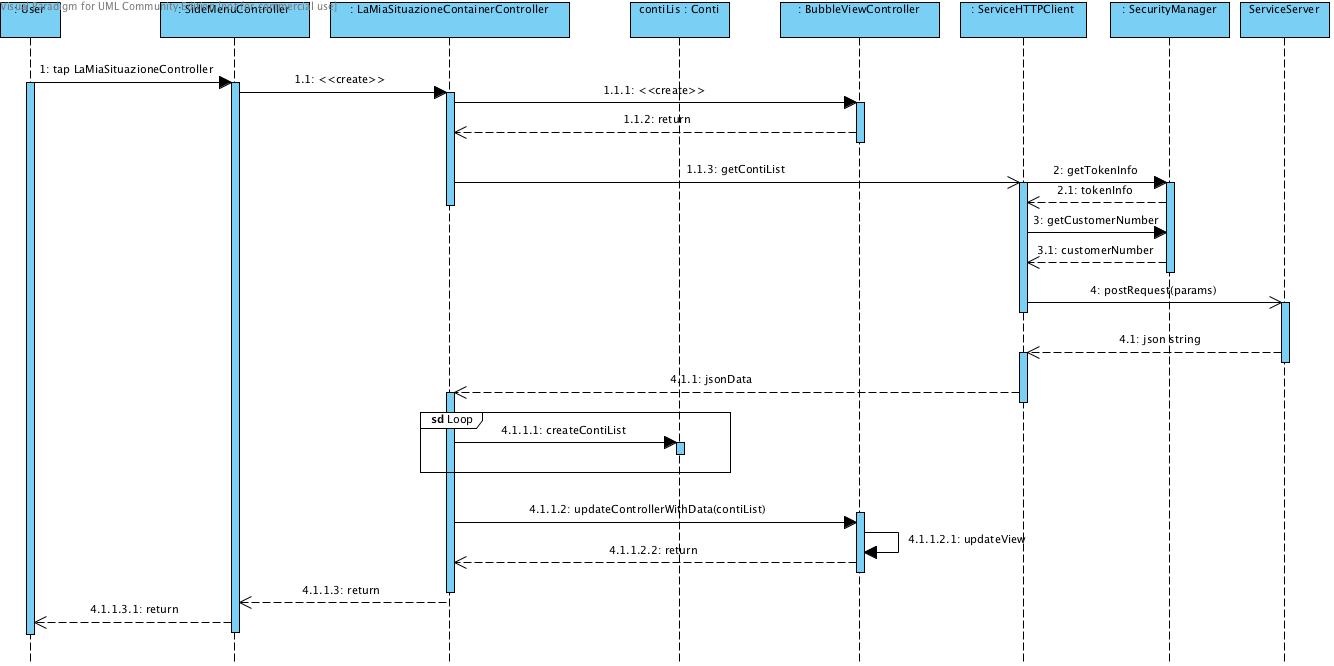 Visual Paradigm for UML Community Edition [not for commercial use]
: User
: SideMenuController
: LaMiaSituazioneContainerController
contiLis : Conti
: BubbleViewController
: ServiceHTTPClient
: SecurityManager
ServiceServer
1: tap LaMiaSituazioneController
1.1: <<create>>
1.1.1: <<create>>
1.1.2: return
1.1.3: getContiList
2: getTokenInfo
2.1: tokenInfo
3: getCustomerNumber
3.1: customerNumber
4: postRequest(params)
4.1: json string
4.1.1: jsonData
sd Loop
4.1.1.1: createContiList
4.1.1.2: updateControllerWithData(contiList)
4.1.1.2.1: updateView
4.1.1.2.2: return
4.1.1.3: return
4.1.1.3.1: return